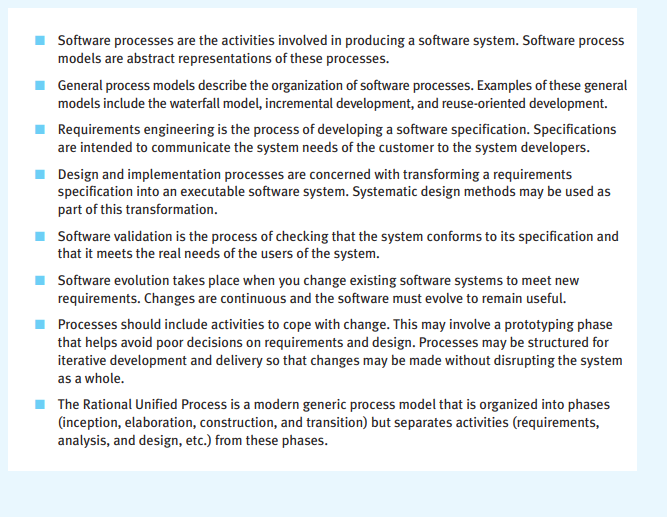 Software processes are the activities involved in producing a software system. Software process
models are abstract representations of these processes.
General process models describe the organization of software processes. Examples of these general
models include the waterfall model, incremental development, and reuse-oriented development.
Requirements engineering is the process of developing a software specification. Specifications
are intended to communicate the system needs of the customer to the system developers.
Design and implementation processes are concerned with transforming a requirements
specification into an executable software system. Systematic design methods may be used as
part of this transformation.
Software validation is the process of checking that the system conforms to its specification and
that it meets the real needs of the users of the system.
Software evolution takes place when you change existing software systems to meet new
requirements. Changes are continuous and the software must evolve to remain useful.
Processes should include activities to cope with change. This may involve a prototyping phase
that helps avoid poor decisions on requirements and design. Processes may be structured for
iterative development and delivery so that changes may be made without disrupting the system
as a whole.
The Rational Unified Process is a modern generic process model that is organized into phases
(inception, elaboration, construction, and transition) but separates activities (requirements,
analysis, and design, etc.) from these phases.